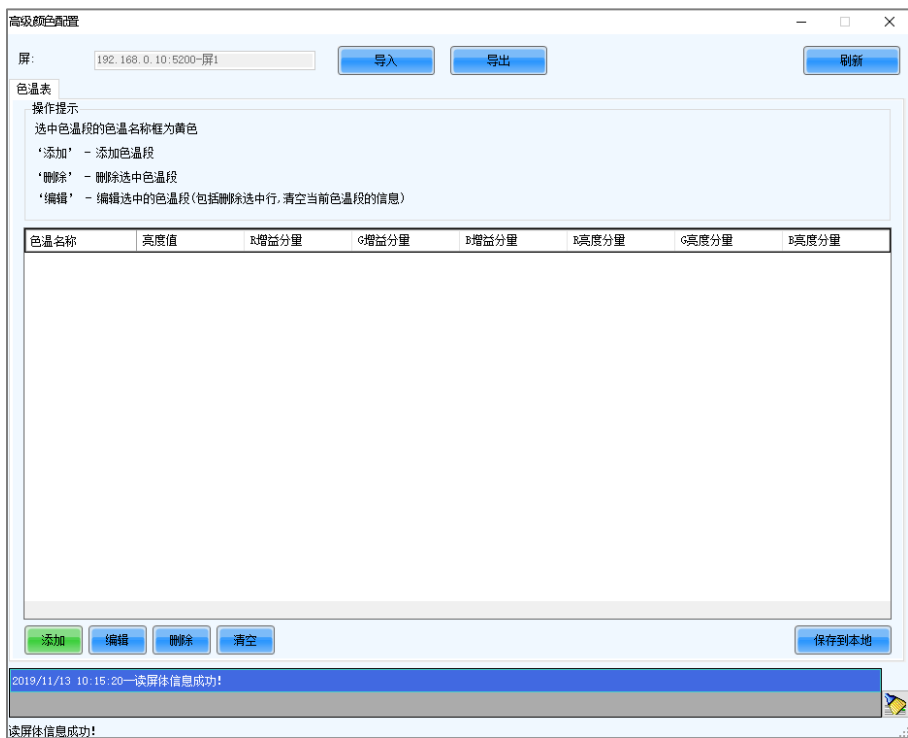 高级颜色配置
屏: 192.168.0.10:5200-屏1 导入 导出 刷新
色温表
操作提示
选中色温段的色温名称框为黄色
‘添加’ - 添加色温段
‘删除’ - 删除选中色温段
‘编辑’ - 编辑选中的色温段(包括删除选中行,清空当前色温段的信息)
色温名称 亮度值 R增益分量 G增益分量 B增益分量 R亮度分量 G亮度分量 B亮度分量
添加 编辑 删除 清空 保存到本地
2019/11/13 10:15:20—读屏体信息成功!
读屏体信息成功!